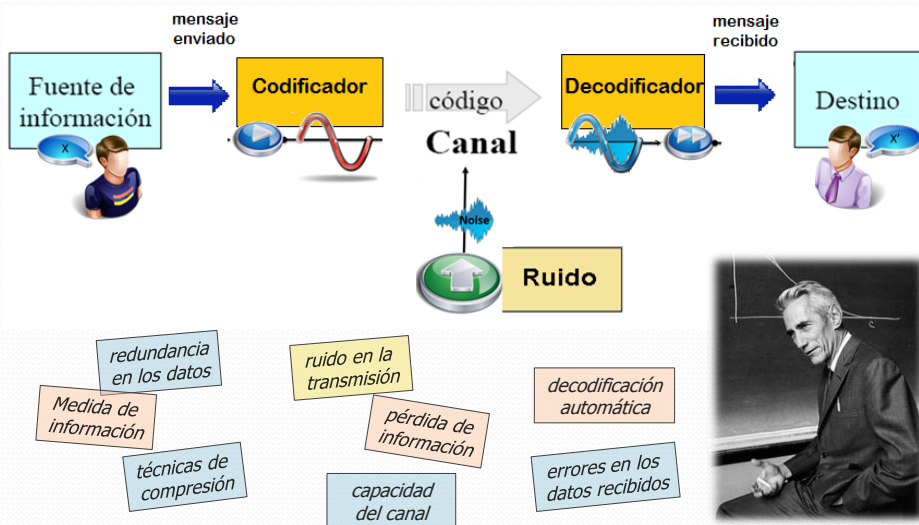 mensaje
enviado
mensaje
recibido
Fuente de
información
Codificador
código
Canal
Decodificador
Destino
X
X'
Noise
Ruido
redundancia
en los datos
ruido en la
transmisión
decodificación
automática
Medida de
información
pérdida de
información
técnicas de
compresión
capacidad
del canal
errores en los
datos recibidos
c